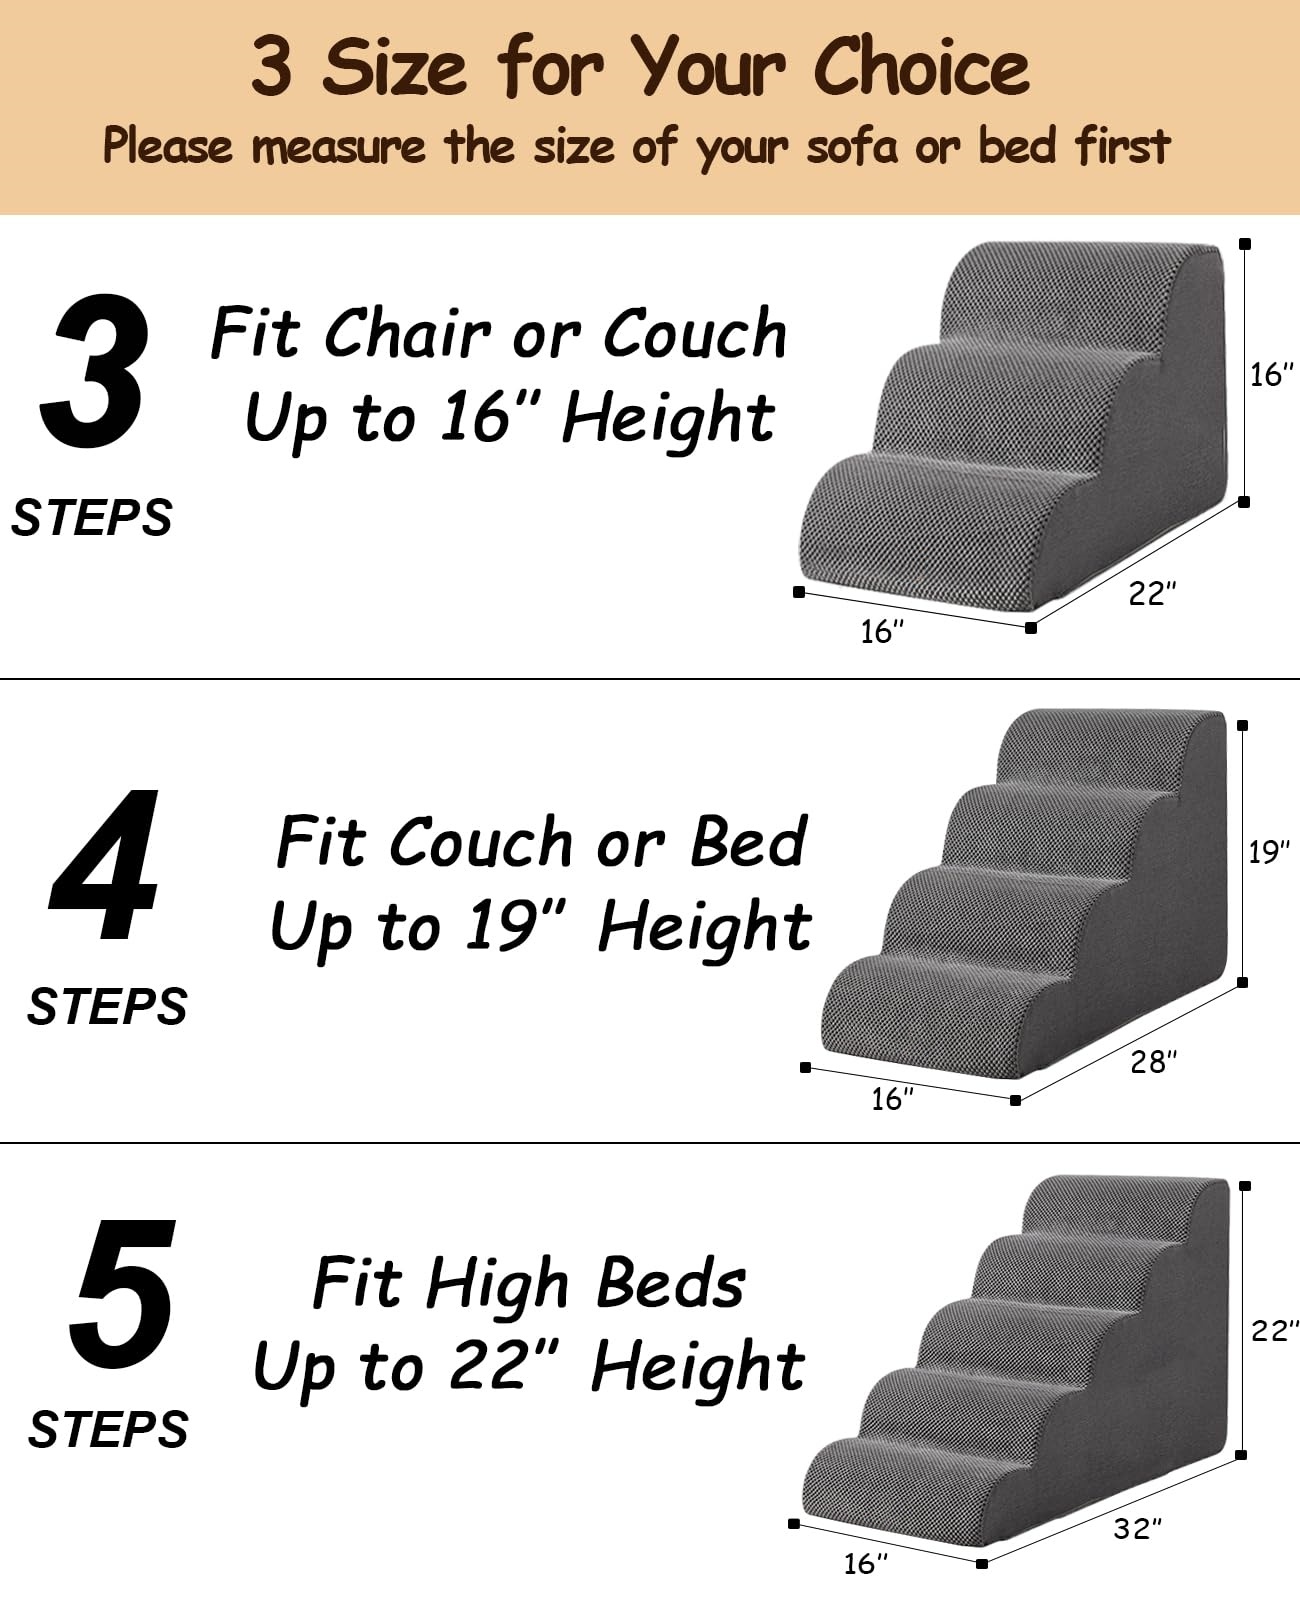 3 Size for Your Choice
Please measure the size of your sofa or bed first
3
STEPS
Fit Chair or Couch
Up to 16" Height
16"
22"
16"
4
STEPS
Fit Couch or Bed
Up to 19" Height
19"
28"
16"
5
STEPS
Fit High Beds
Up to 22" Height
22"
32"
16"